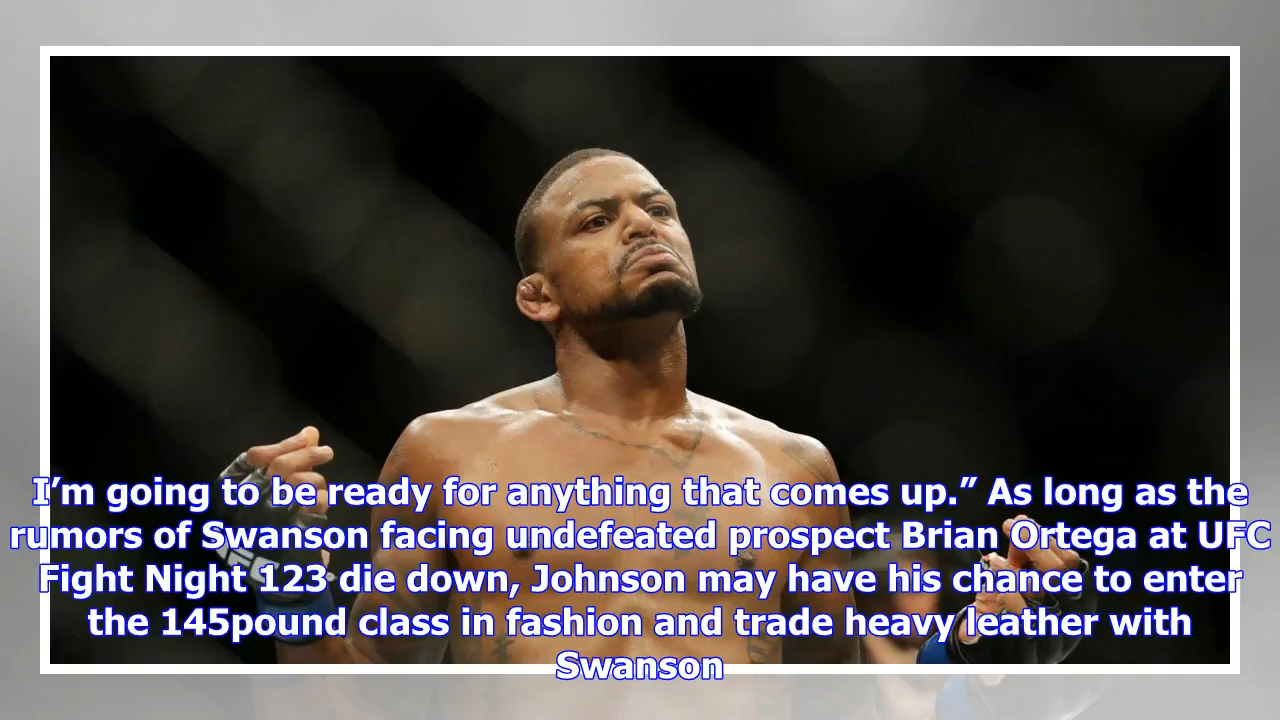 I’m going to be ready for anything that comes up.” As long as the
rumors of Swanson facing undefeated prospect Brian Ortega at UFC
Fight Night 123 die down, Johnson may have his chance to enter
the 145pound class in fashion and trade heavy leather with
Swanson